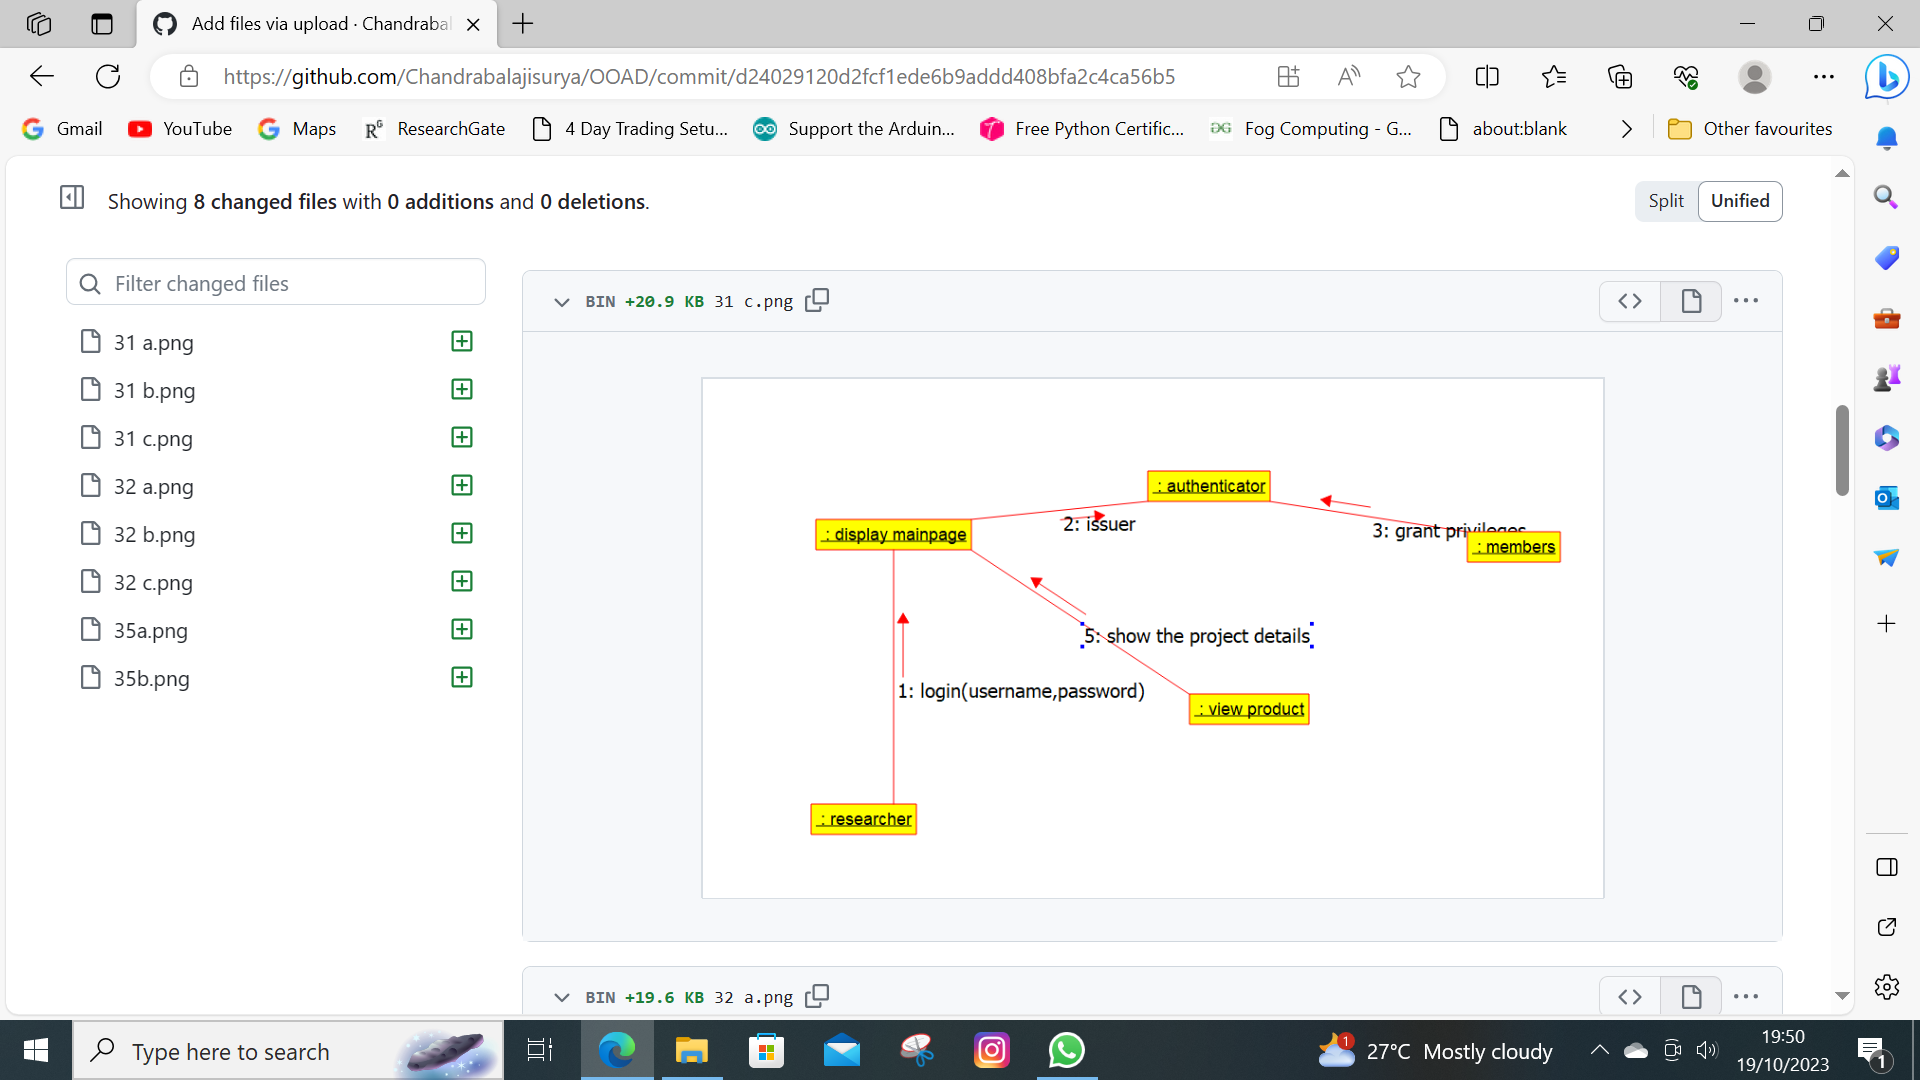 Add files via upload · Chandrabal
https://github.com/Chandrabalajisurya/OOAD/commit/d24029120d2fcf1ede6b9addd408bfa2c4ca56b5
Gmail YouTube Maps ResearchGate 4 Day Trading Setu... Support the Arduin... Free Python Certific... Fog Computing - G... about:blank Other favourites
Showing 8 changed files with 0 additions and 0 deletions.
Split Unified
Filter changed files
31 a.png
31 b.png
31 c.png
32 a.png
32 b.png
32 c.png
35a.png
35b.png
BIN +20.9 KB 31 c.png
: authenticator
2: issuer
3: grant privileges
: display mainpage
: members
5: show the project details
1: login(username,password)
: view product
: researcher
BIN +19.6 KB 32 a.png
Type here to search
1
27°C Mostly cloudy
19:50
19/10/2023
1